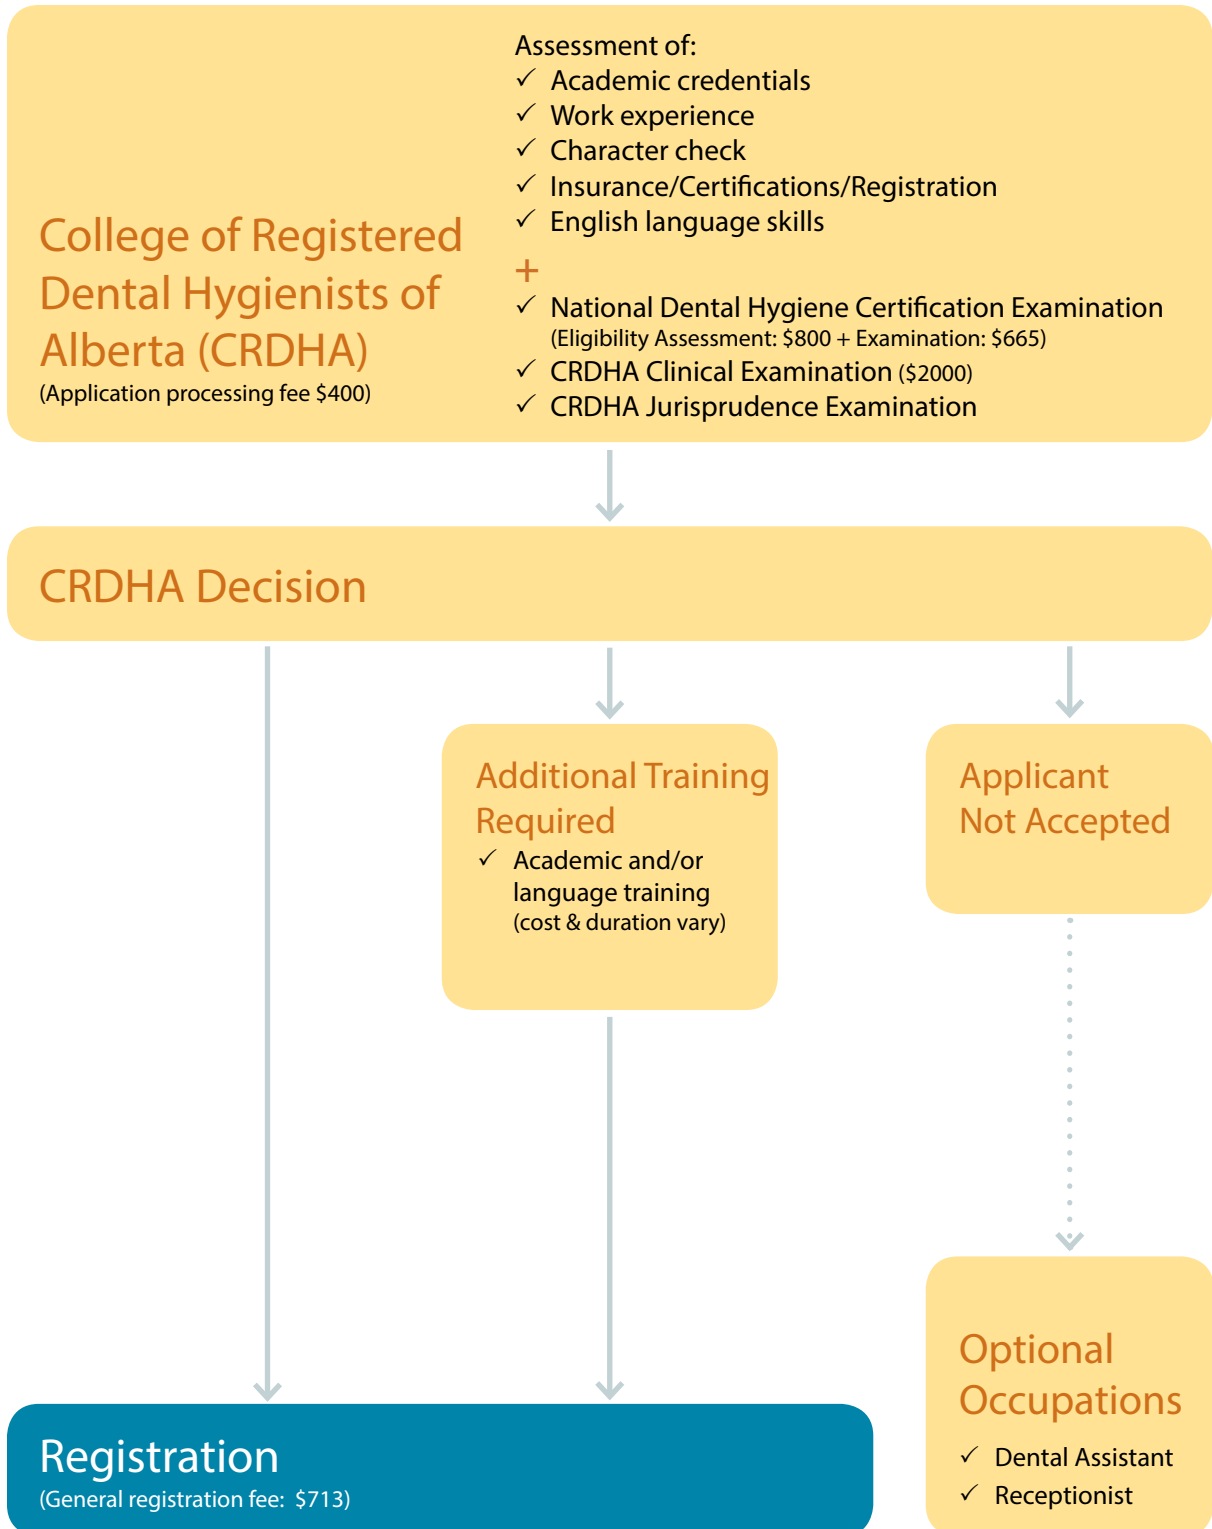 College of Registered
Dental Hygienists of
Alberta (CRDHA)
(Application processing fee $400)
Assessment of:
✓ Academic credentials
✓ Work experience
✓ Character check
✓ Insurance/Certifications/Registration
✓ English language skills
+
✓ National Dental Hygiene Certification Examination
(Eligibility Assessment: $800 + Examination: $665)
✓ CRDHA Clinical Examination ($2000)
✓ CRDHA Jurisprudence Examination
CRDHA Decision
Additional Training
Required
✓ Academic and/or
language training
(cost & duration vary)
Applicant
Not Accepted
Registration
(General registration fee: $713)
Optional
Occupations
✓ Dental Assistant
✓ Receptionist